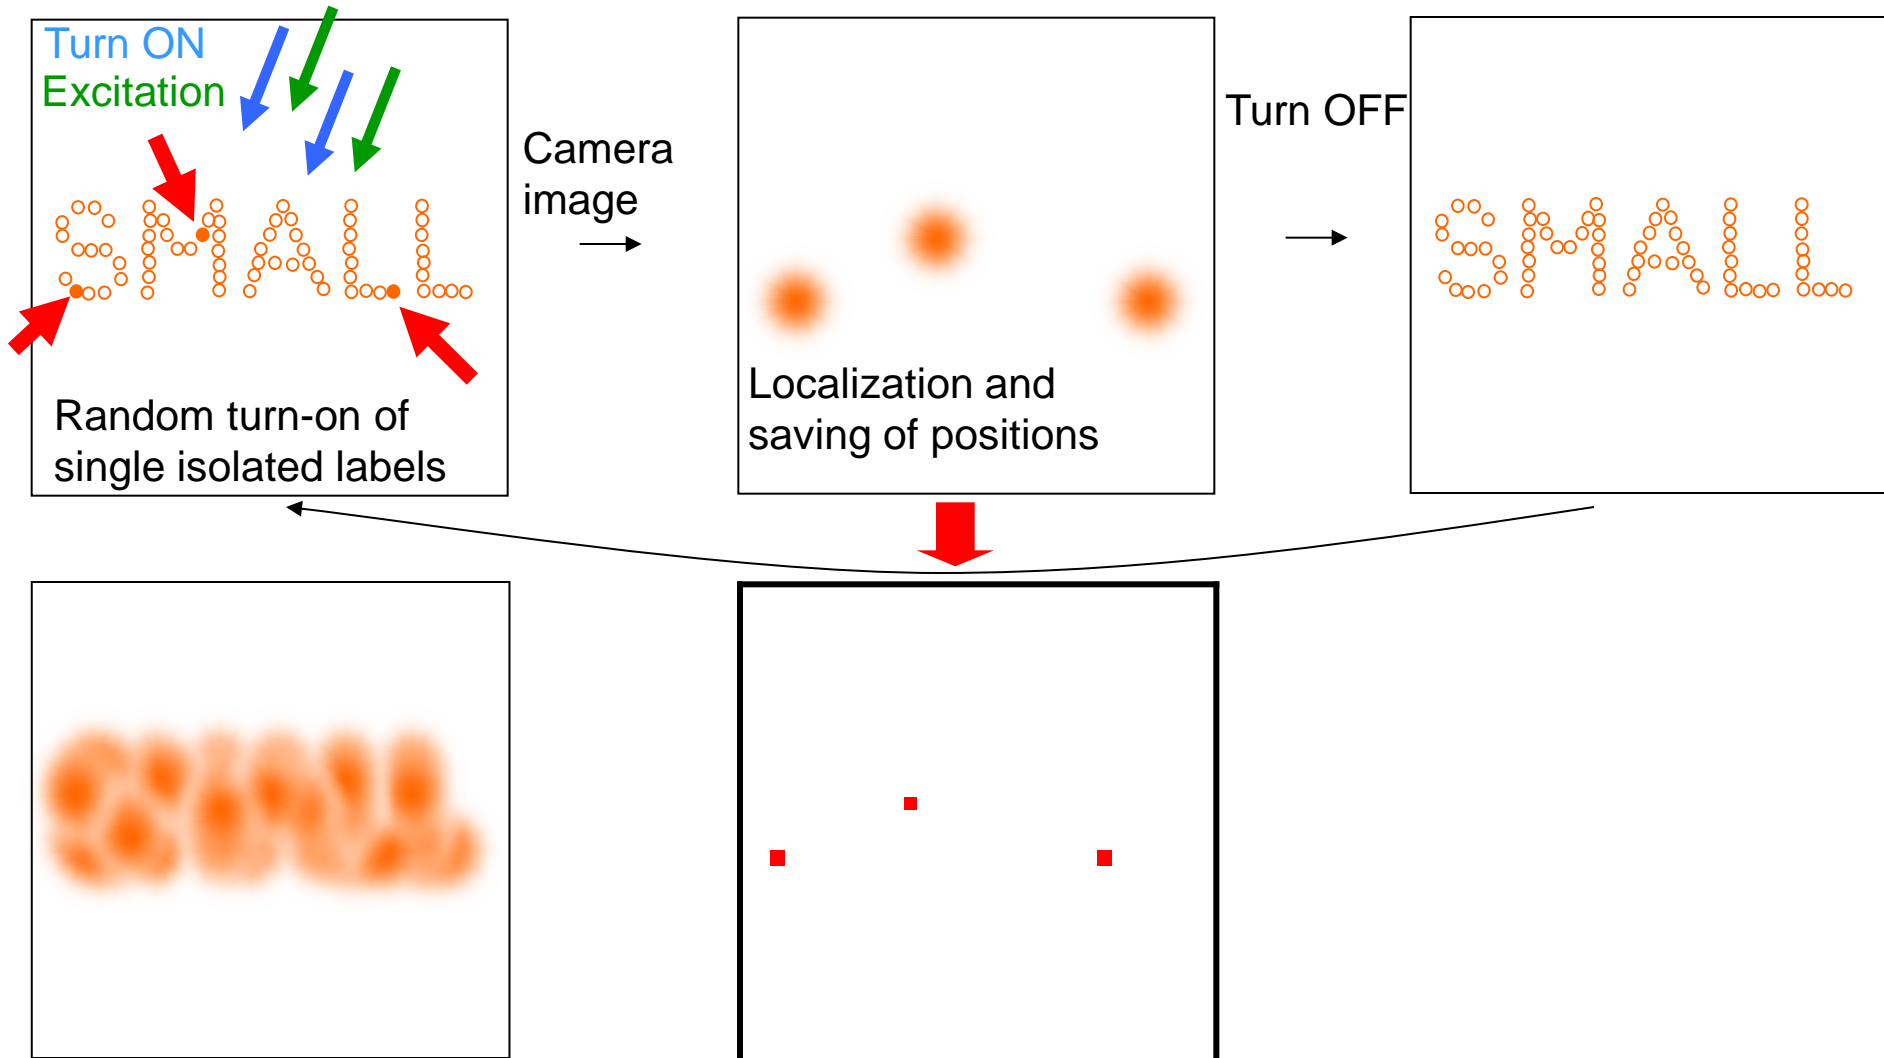 Turn ON
Excitation
SMALL
Random turn-on of
single isolated labels
Camera
image
Localization and
saving of positions
Turn OFF
SMALL